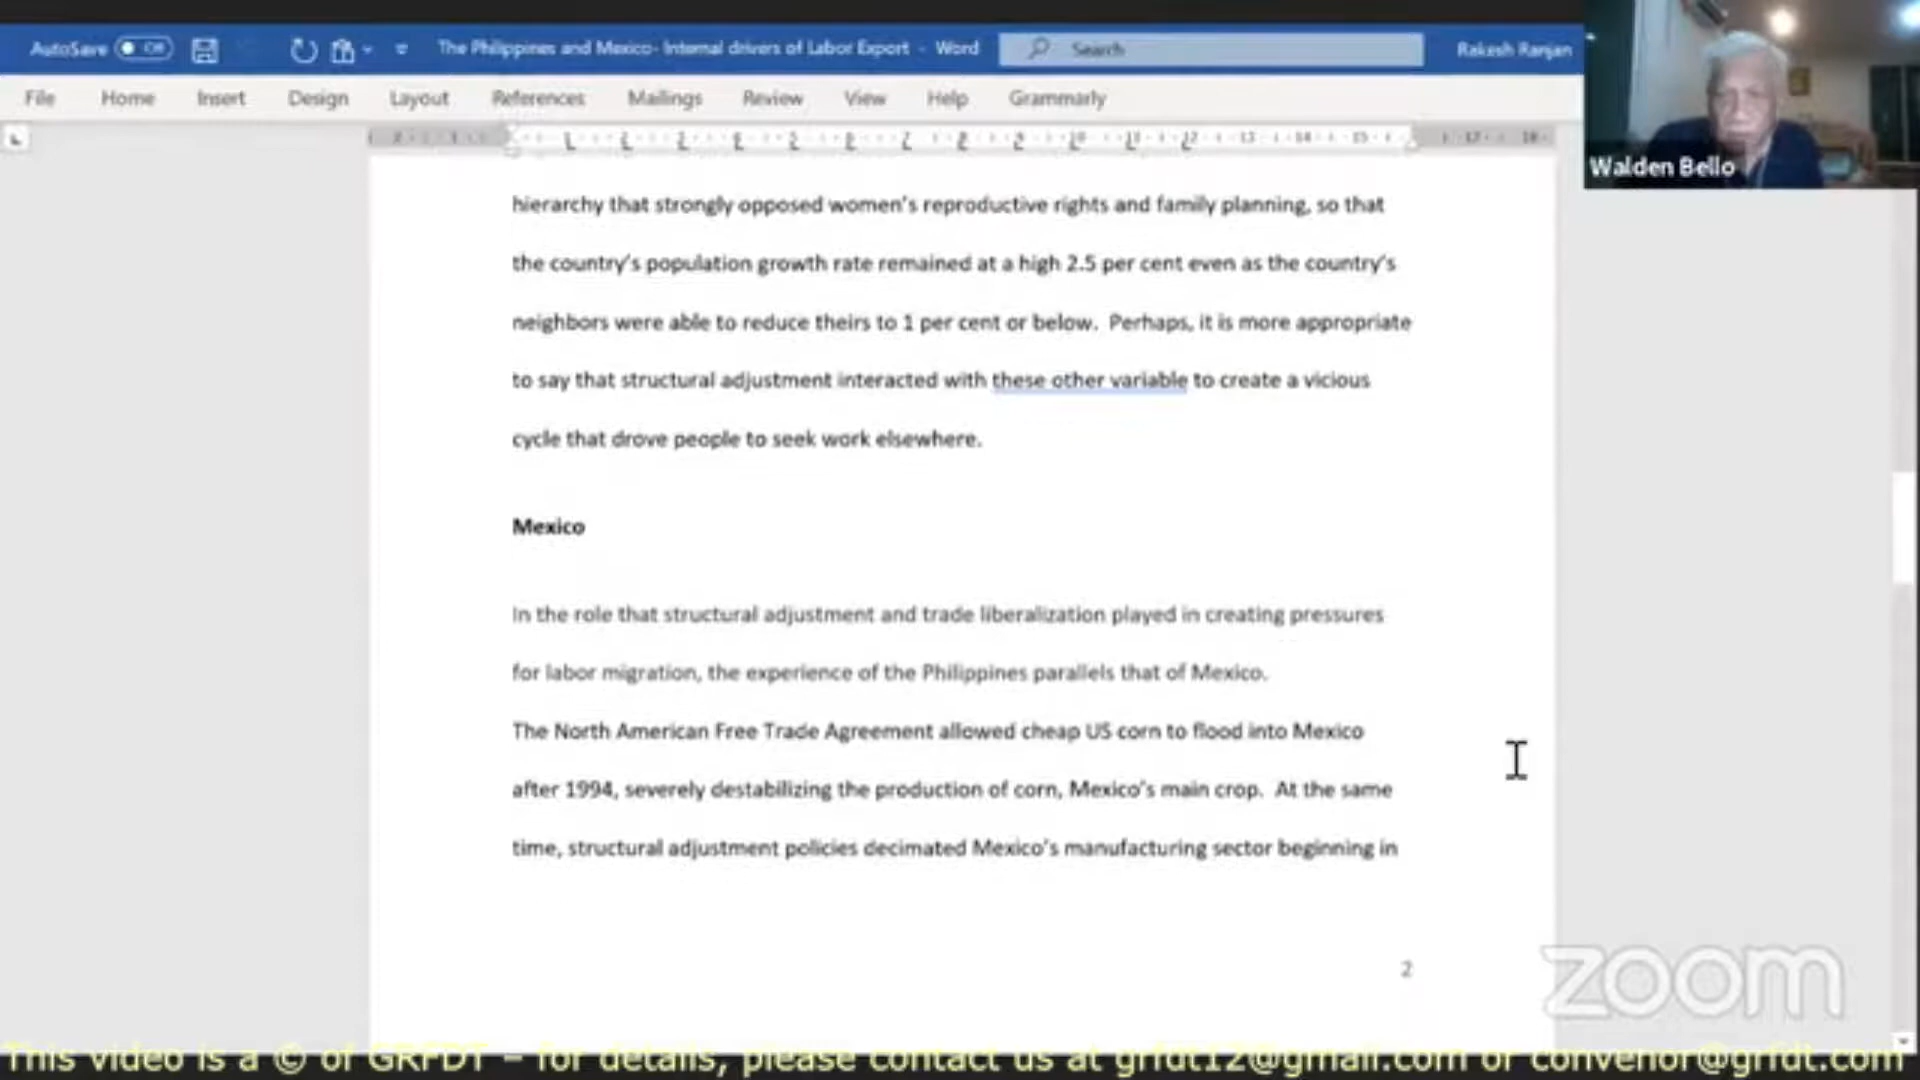 AutoSave Off The Philippines and Mexico- Internal drivers of Labor Export - Word Search Rakesh Ranjan
File Home Insert Design Layout References Mailings Review View Help Grammarly
Walden Bello
hierarchy that strongly opposed women's reproductive rights and family planning, so that
the country's population growth rate remained at a high 2.5 per cent even as the country's
neighbors were able to reduce theirs to 1 per cent or below. Perhaps, it is more appropriate
to say that structural adjustment interacted with these other variable to create a vicious
cycle that drove people to seek work elsewhere.
Mexico
In the role that structural adjustment and trade liberalization played in creating pressures
for labor migration, the experience of the Philippines parallels that of Mexico.
The North American Free Trade Agreement allowed cheap US corn to flood into Mexico
after 1994, severely destabilizing the production of corn, Mexico's main crop. At the same
time, structural adjustment policies decimated Mexico's manufacturing sector beginning in
2
zoom
This video is a © of GRFDT – for details, please contact us at grfdt12@gmail.com or convenor@grfdt.com